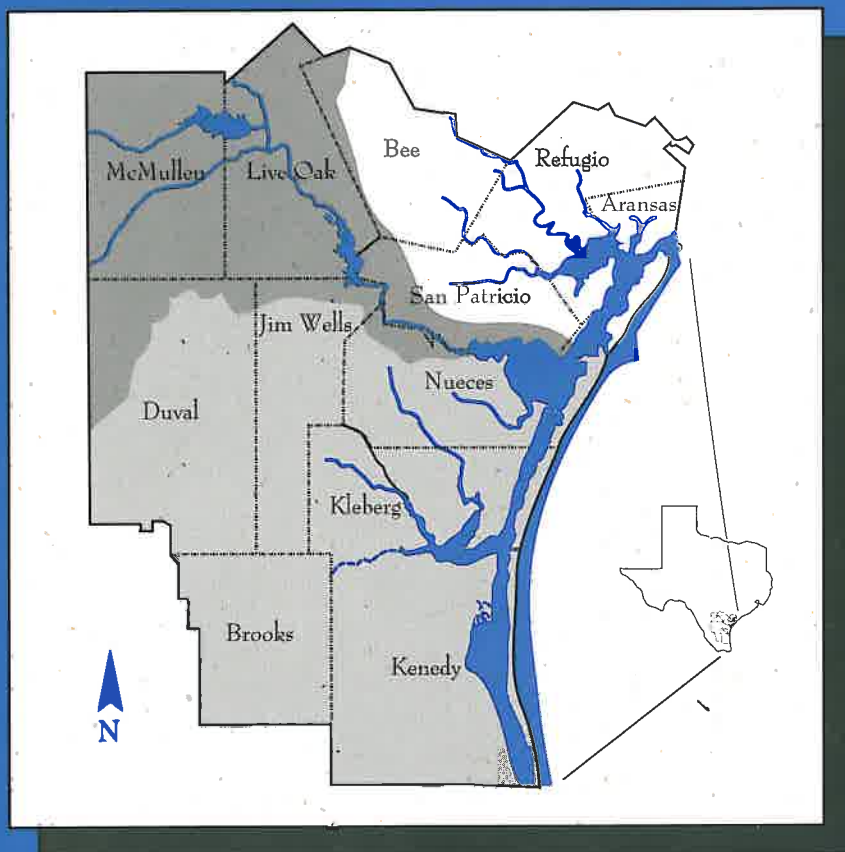 Bee
Refugio
McMullen
Live Oak
Aransas
San Patricio
Jim Wells
Nueces
Duval
Kleberg
Brooks
Kenedy
N